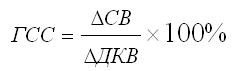 ГСС = ΔСВ / ΔДКВ × 100%